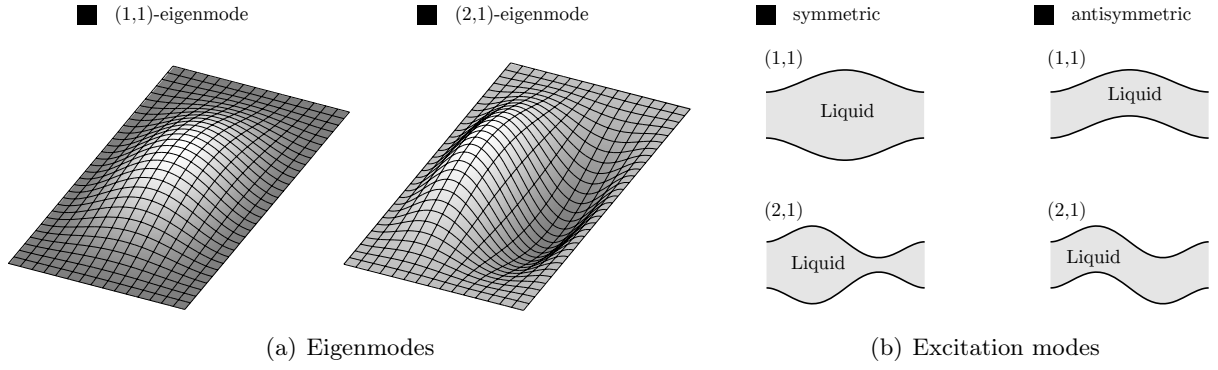 (1,1)-eigenmode
(2,1)-eigenmode
(a) Eigenmodes
symmetric
antisymmetric
(1,1)
Liquid
(1,1)
Liquid
(2,1)
Liquid
(2,1)
Liquid
(b) Excitation modes